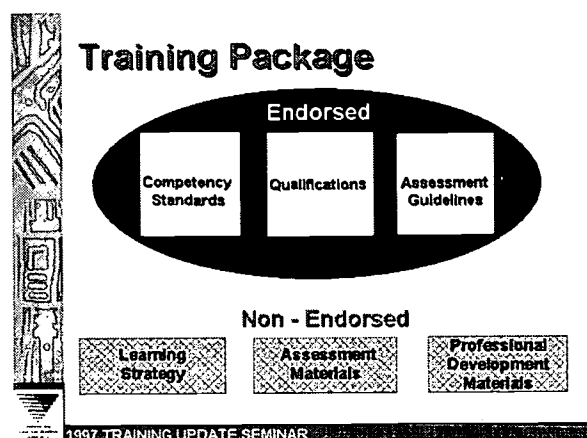 Training Package
Endorsed
Competency
Standards
Qualifications
Assessment
Guidelines
Non - Endorsed
Learning
Strategy
Assessment
Materials
Professional
Development
Materials
1997 TRAINING UPDATE SEMINAR